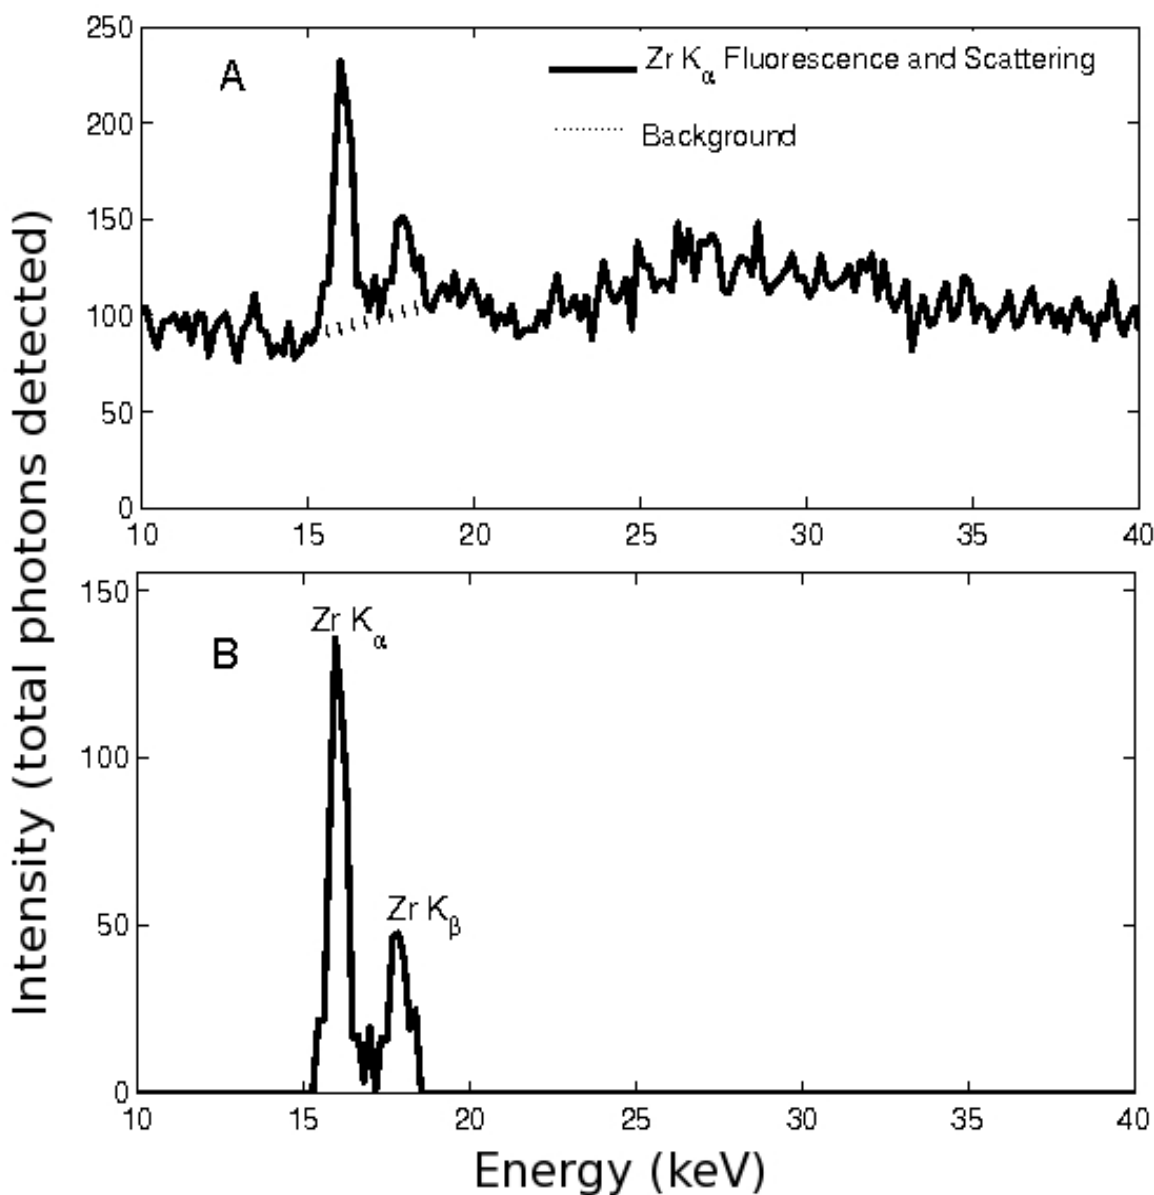 250
A
Zr Kα Fluorescence and Scattering
200
Background
150
100
50
0
10 15 20 25 30 35 40
Intensity (total photons detected)
150
Zr Kα
B
100
Zr Kβ
50
0
10 15 20 25 30 35 40
Energy (keV)